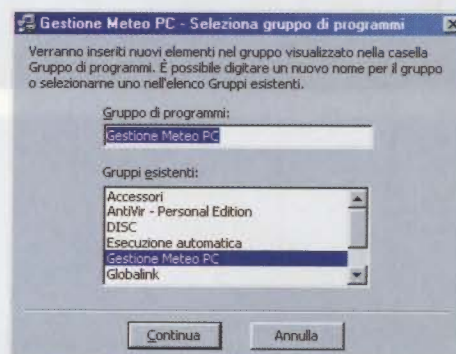 Gestione Meteo PC - Seleziona gruppo di programmi
Verranno inseriti nuovi elementi nel gruppo visualizzato nella casella
Gruppo di programmi. È possibile digitare un nuovo nome per il gruppo
o selezionarne uno nell'elenco Gruppi esistenti.
Gruppo di programmi:
Gestione Meteo PC
Gruppi esistenti:
Accessori
AntiVir - Personal Edition
DISC
Esecuzione automatica
Gestione Meteo PC
Globalink
Continua
Annulla